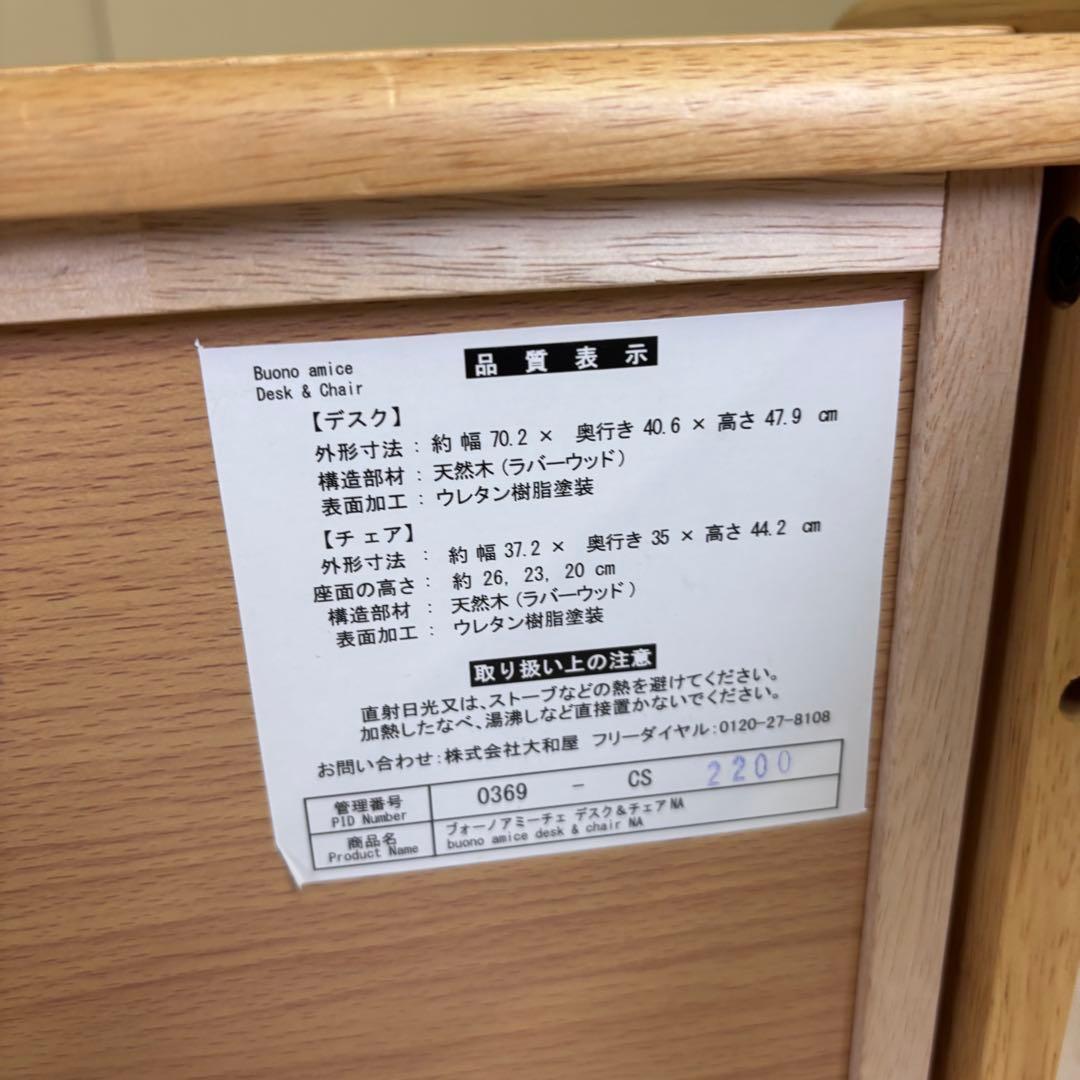 Buono amice
Desk & Chair
品質表示
【デスク】
外形寸法 : 約 幅 70.2 × 奥行き 40.6 × 高さ 47.9 cm
構造部材 : 天然木 (ラバーウッド)
表面加工 : ウレタン樹脂塗装
【チェア】
外形寸法 : 約 幅 37.2 × 奥行き 35 × 高さ 44.2 cm
座面の高さ : 約 26, 23, 20 cm
構造部材 : 天然木 (ラバーウッド)
表面加工 : ウレタン樹脂塗装
取り扱い上の注意
直射日光又は、ストーブなどの熱を避けてください。
加熱したなべ、湯沸しなど直接置かないでください。
お問い合わせ:株式会社大和屋 フリーダイヤル:0120-27-8108
管理番号 0369 - CS 2200
PID Number
商品名 ブォーノアミーチェ デスク&チェア NA
Product Name buono amice desk & chair NA